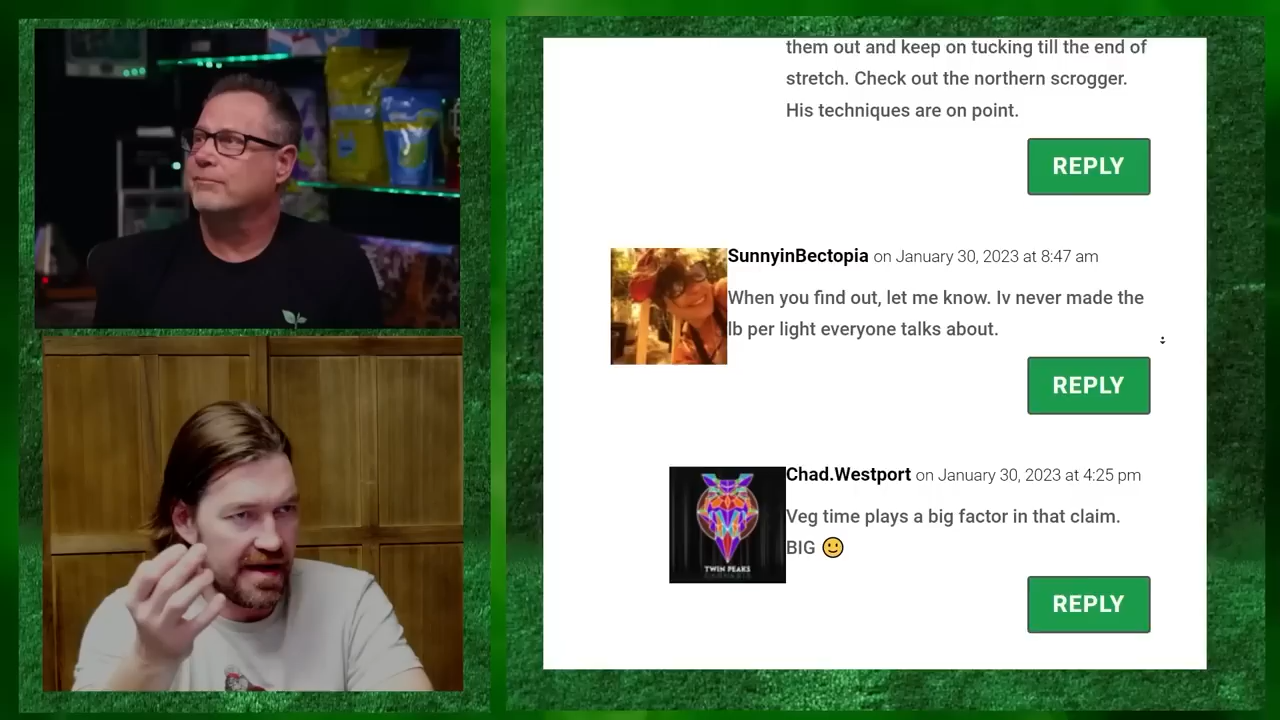 them out and keep on tucking till the end of
stretch. Check out the northern scrogger.
His techniques are on point.
REPLY
SunnyinBectopia on January 30, 2023 at 8:47 am
When you find out, let me know. Iv never made the
lb per light everyone talks about.
REPLY
Chad.Westport on January 30, 2023 at 4:25 pm
Veg time plays a big factor in that claim.
BIG 🙂
TWIN PEAKS
REPLY